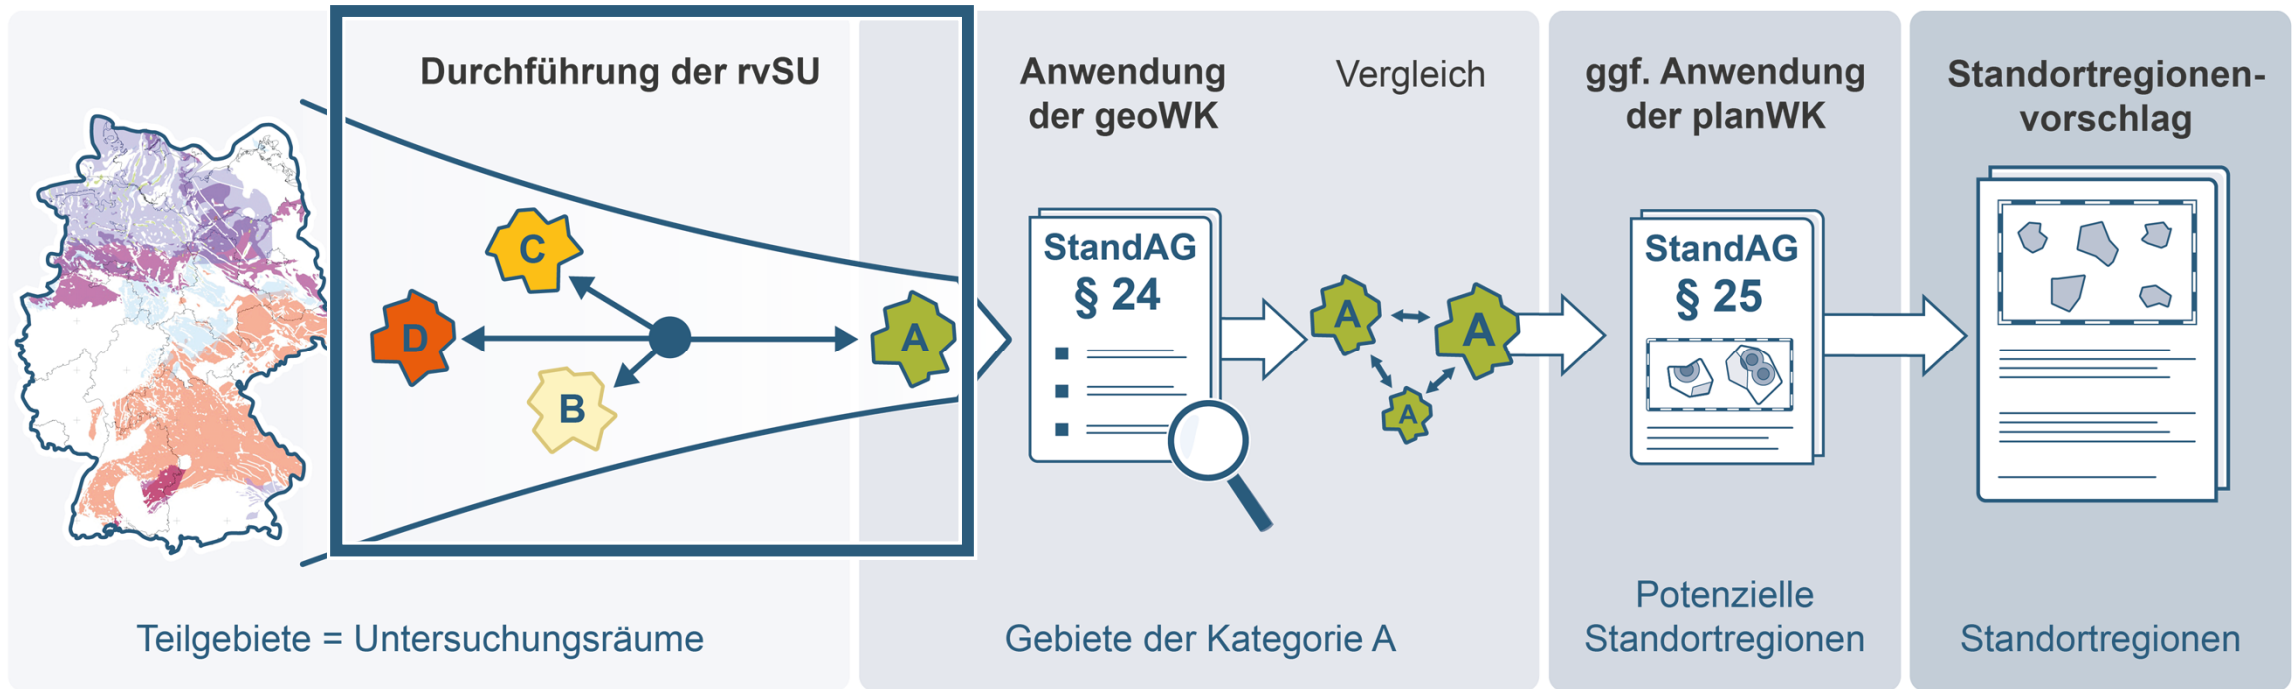 Durchführung der rvSU
C
D
B
A
Teilgebiete = Untersuchungsräume
Anwendung
der geoWK
Vergleich
StandAG
§ 24
A
A
A
Gebiete der Kategorie A
ggf. Anwendung
der planWK
StandAG
§ 25
Potenzielle
Standortregionen
Standortregionen-
vorschlag
Standortregionen